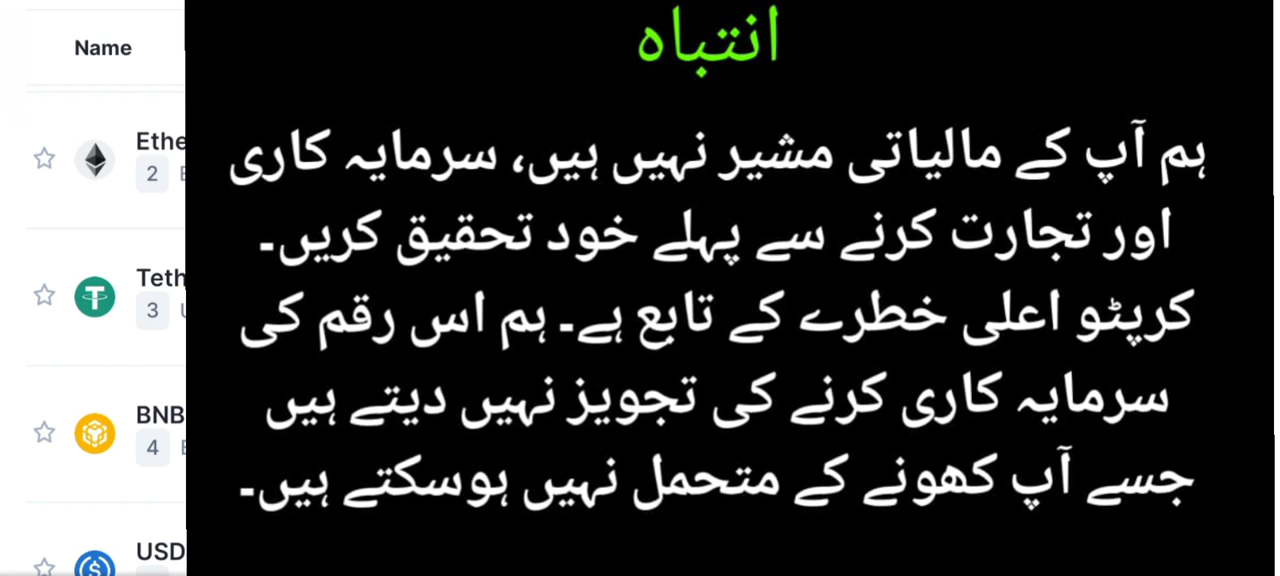 Name
Ethe
2
Teth
3
BNB
4
USD
انتباہ
ہم آپ کے مالیاتی مشیر نہیں ہیں، سرمایہ کاری
اور تجارت کرنے سے پہلے خود تحقیق کریں۔
کرپٹو اعلی خطرے کے تابع ہے۔ ہم اس رقم کی
سرمایہ کاری کرنے کی تجویز نہیں دیتے ہیں
جسے آپ کھونے کے متحمل نہیں ہوسکتے ہیں۔